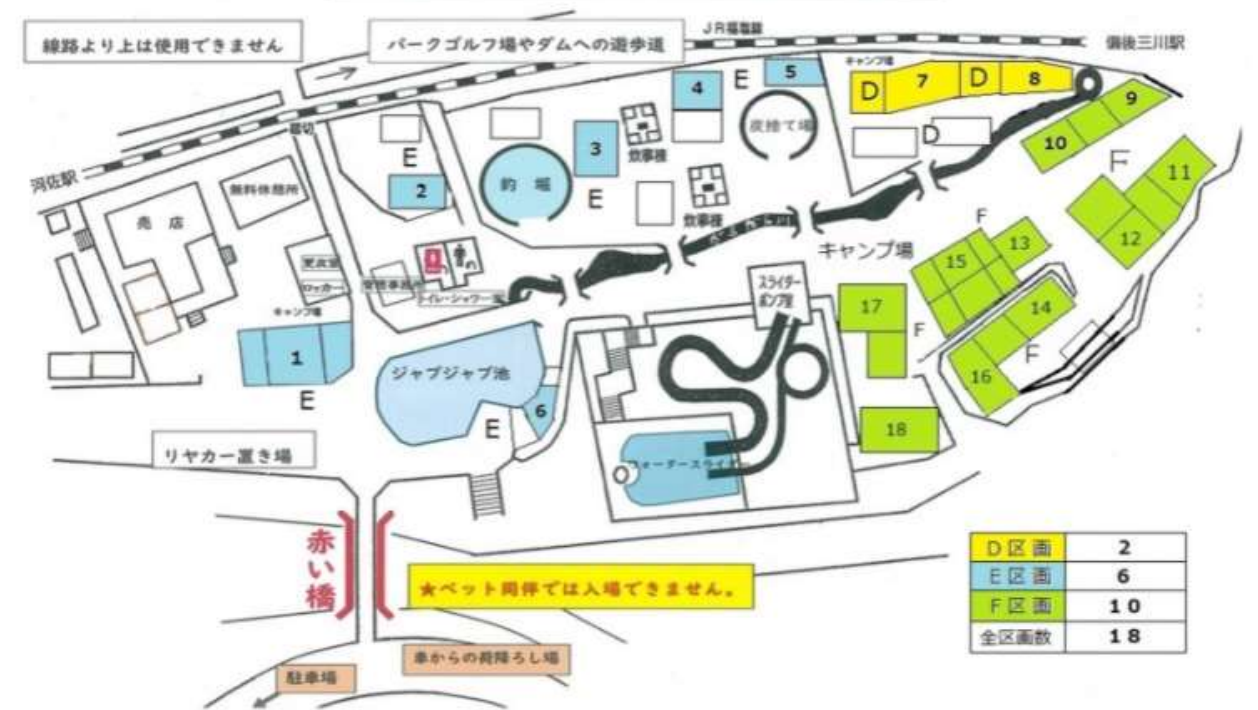 線路より上は使用できません
パークゴルフ場やダムへの遊歩道
JR福塩線
備後三川駅
河佐駅
踏切
無料休憩所
売店
更衣室
ロッカー
キャンプ場
1
E
E
2
管理事務所
トイレ・シャワー室
釣堀
3
E
炊事棟
4
E
5
炊事棟
炭捨て場
キャンプ場
D
7
D
8
D
9
10
F
11
12
キャンプ場
F
13
15
14
F
16
17
F
18
スライダー
ポンプ室
ジャブジャブ池
6
E
ウォータースライダー
リヤカー置き場
赤い橋
★ペット同伴では入場できません。
車からの荷降ろし場
駐車場
D区画 2
E区画 6
F区画 10
全区画数 18